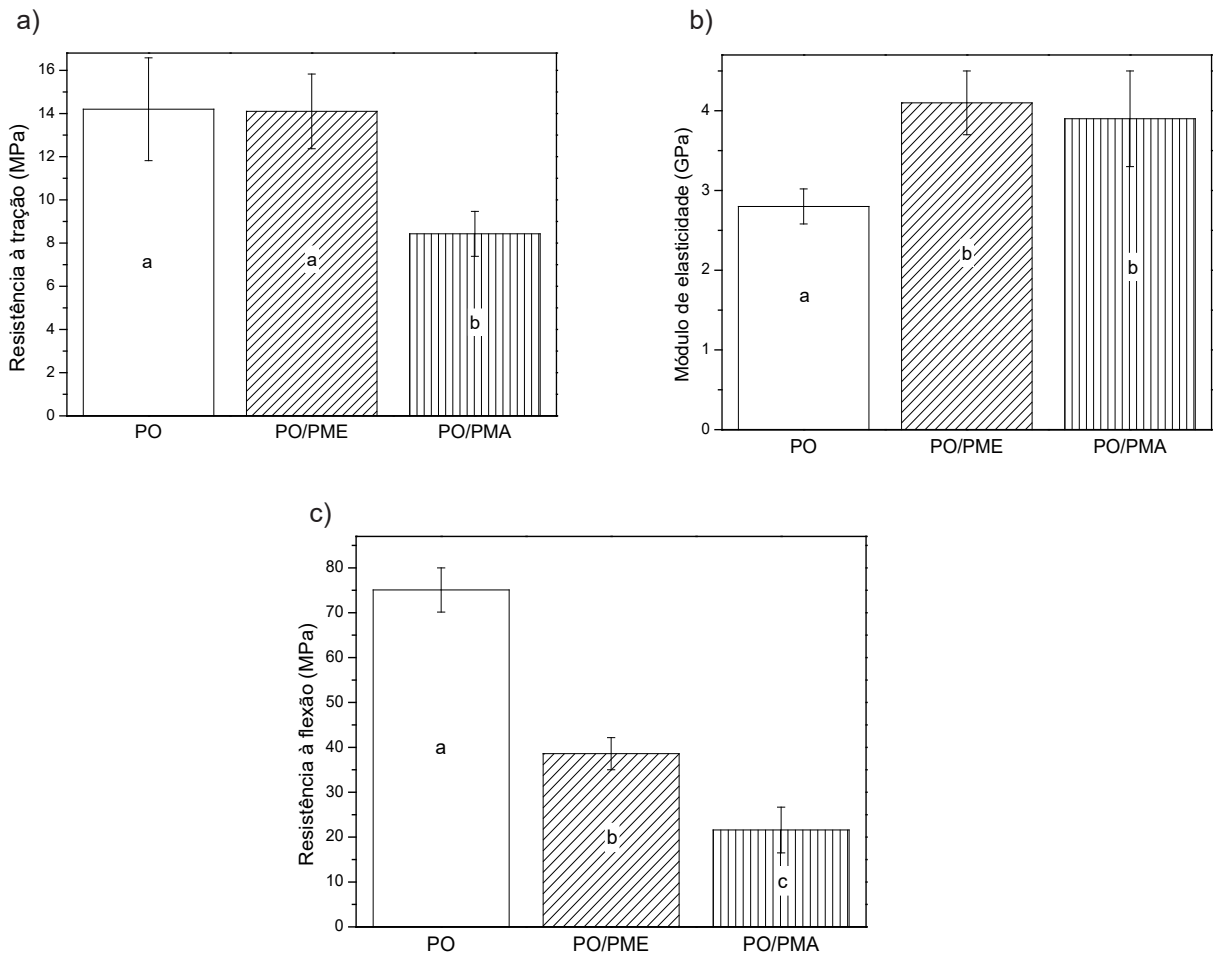 a)
Resistência à tração (MPa)
16
14
12
10
8
6
4
2
0
a
a
b
PO
PO/PME
PO/PMA
b)
Módulo de elasticidade (GPa)
4
3
2
1
0
a
b
b
PO
PO/PME
PO/PMA
c)
Resistência à flexão (MPa)
80
70
60
50
40
30
20
10
0
a
b
c
PO
PO/PME
PO/PMA